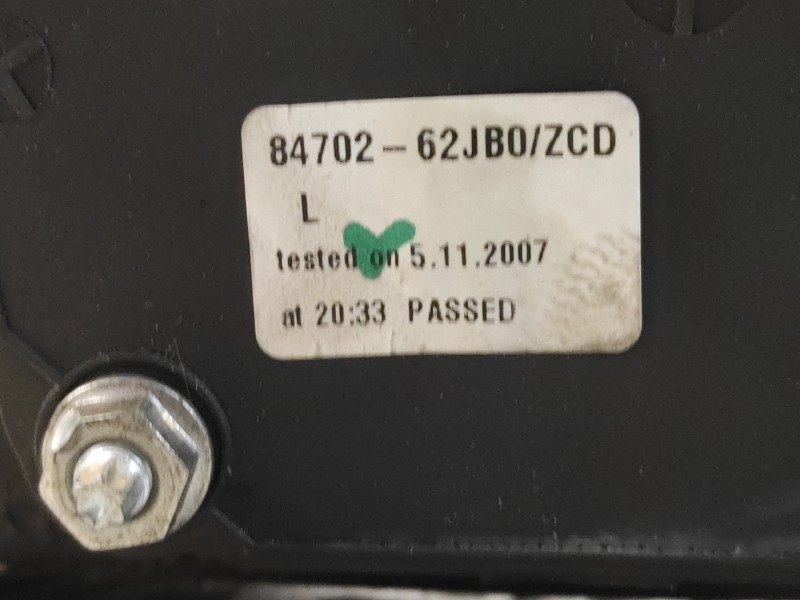 84702-62JB0/ZCD
L
tested on 5.11.2007
at 20:33 PASSED